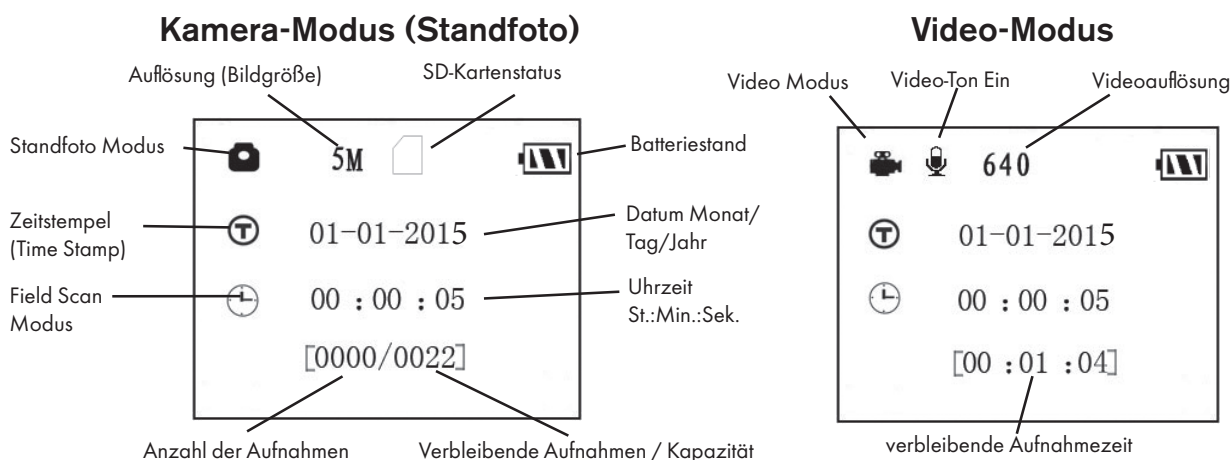 Kamera-Modus (Standfoto)
Auflösung (Bildgröße)
SD-Kartenstatus
Standfoto Modus
5M
Batteriestand
Zeitstempel
(Time Stamp)
T
01-01-2015
Datum Monat/
Tag/Jahr
Field Scan
Modus
00 : 00 : 05
Uhrzeit
St.:Min.:Sek.
[0000/0022]
Anzahl der Aufnahmen
Verbleibende Aufnahmen / Kapazität
Video-Modus
Video Modus
Video-Ton Ein
Videoauflösung
640
T
01-01-2015
00 : 00 : 05
[00 : 01 : 04]
verbleibende Aufnahmezeit